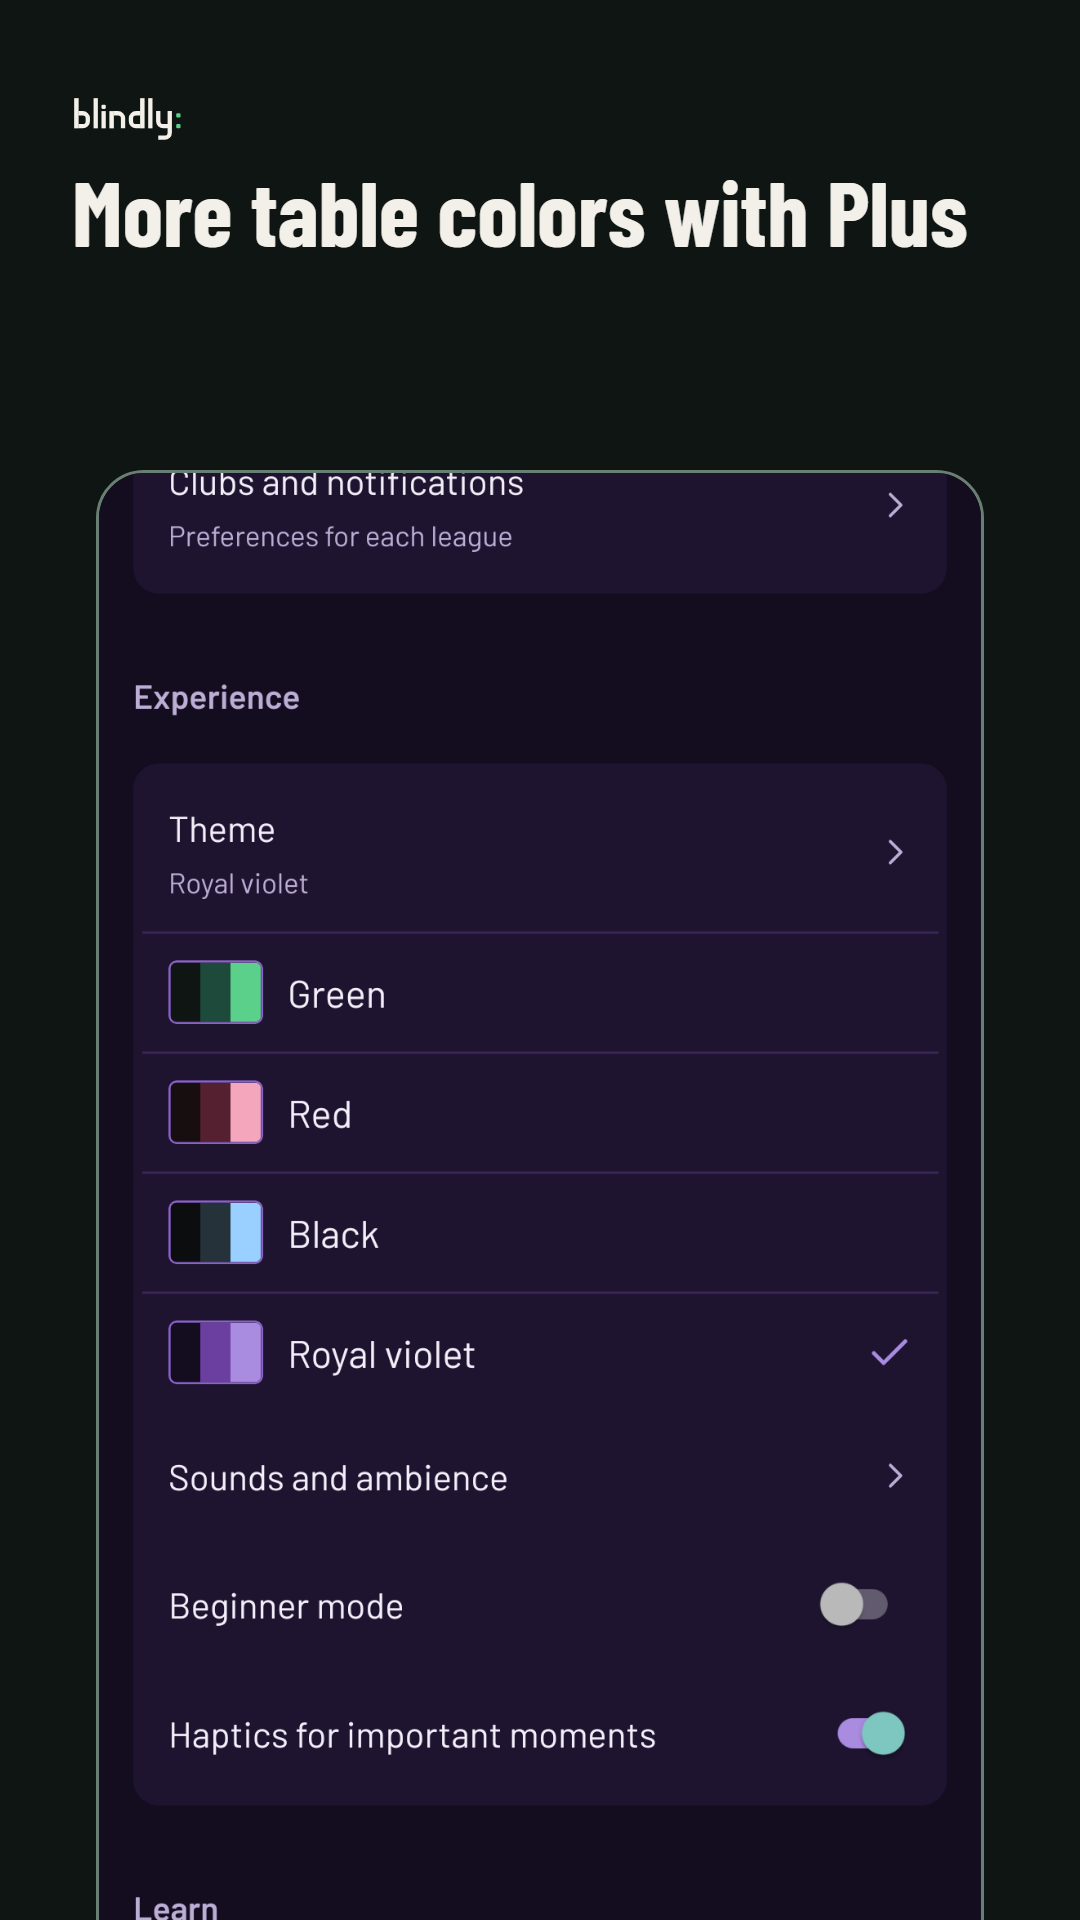 blindly:
More table colors with Plus
Clubs and notifications
Preferences for each league
Experience
Theme
Royal violet
Green
Red
Black
Royal violet
Sounds and ambience
Beginner mode
Haptics for important moments
Learn